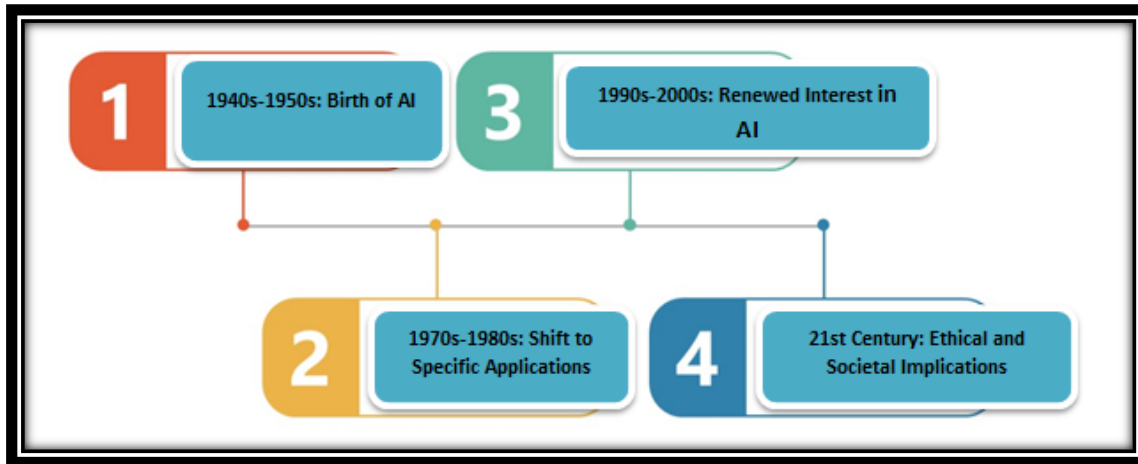 1
1940s-1950s: Birth of AI
2
1970s-1980s: Shift to
Specific Applications
3
1990s-2000s: Renewed Interest in
AI
4
21st Century: Ethical and
Societal Implications